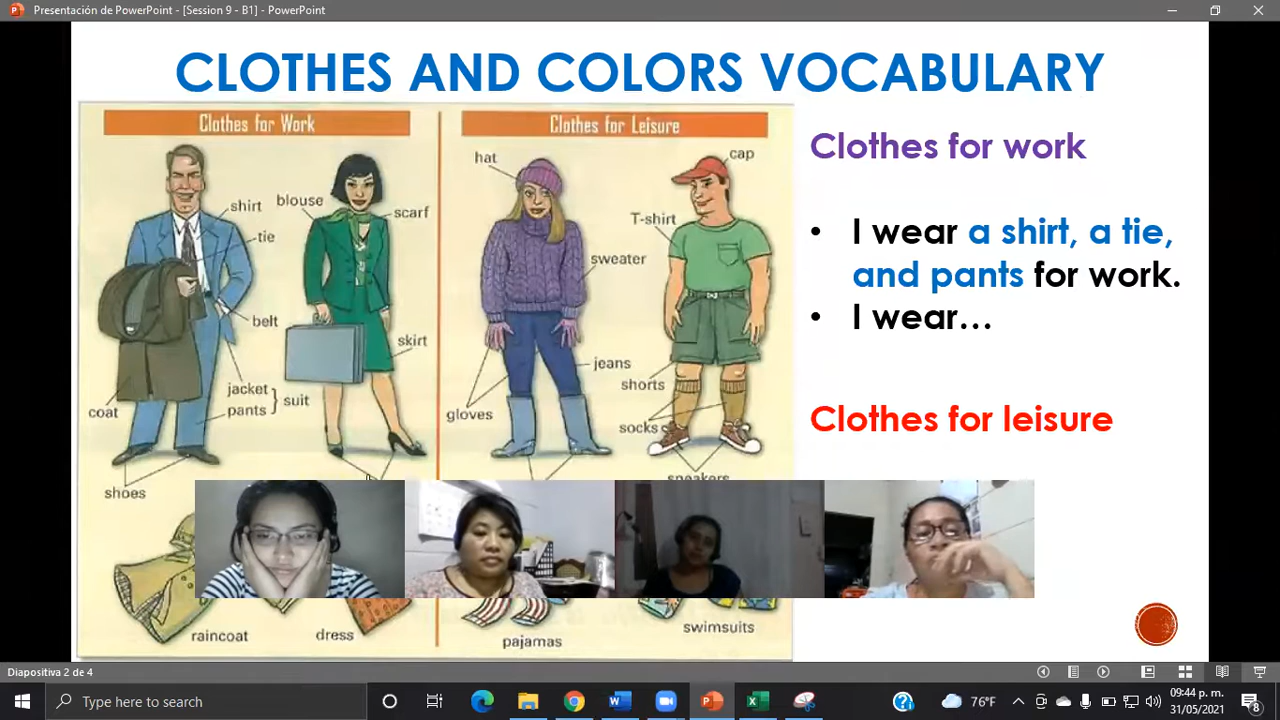 Presentación de PowerPoint - [Session 9 - B1] - PowerPoint
CLOTHES AND COLORS VOCABULARY
Clothes for Work
shirt
blouse
scarf
tie
belt
skirt
jacket
pants
suit
coat
shoes
raincoat
dress
Clothes for Leisure
hat
cap
T-shirt
sweater
jeans
shorts
gloves
socks
sneakers
pajamas
swimsuits
Clothes for work
• I wear a shirt, a tie,
and pants for work.
• I wear…
Clothes for leisure
Diapositiva 2 de 4
Type here to search
76°F
09:44 p. m.
31/05/2021
8